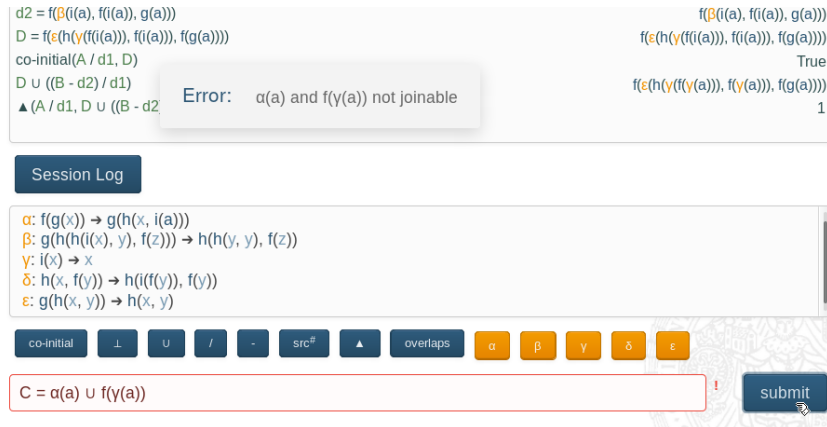 d2 = f(β(i(a), f(i(a)), g(a))) f(β(i(a), f(i(a)), g(a)))
D = f(ε(h(γ(f(i(a))), f(i(a))), f(g(a)))) f(ε(h(γ(f(i(a))), f(i(a))), f(g(a))))
co-initial(A / d1, D) True
D ∪ ((B - d2) / d1) f(ε(h(γ(f(γ(a))), f(γ(a))), f(g(a))))
▲(A / d1, D ∪ ((B - d2 1
Error: α(a) and f(γ(a)) not joinable
Session Log
α: f(g(x)) ➔ g(h(x, i(a)))
β: g(h(h(i(x), y), f(z))) ➔ h(h(y, y), f(z))
γ: i(x) ➔ x
δ: h(x, f(y)) ➔ h(i(f(y)), f(y))
ε: g(h(x, y)) ➔ h(x, y)
co-initial ⊥ ∪ / - src# ▲ overlaps α β γ δ ε
C = α(a) ∪ f(γ(a)) ! submit